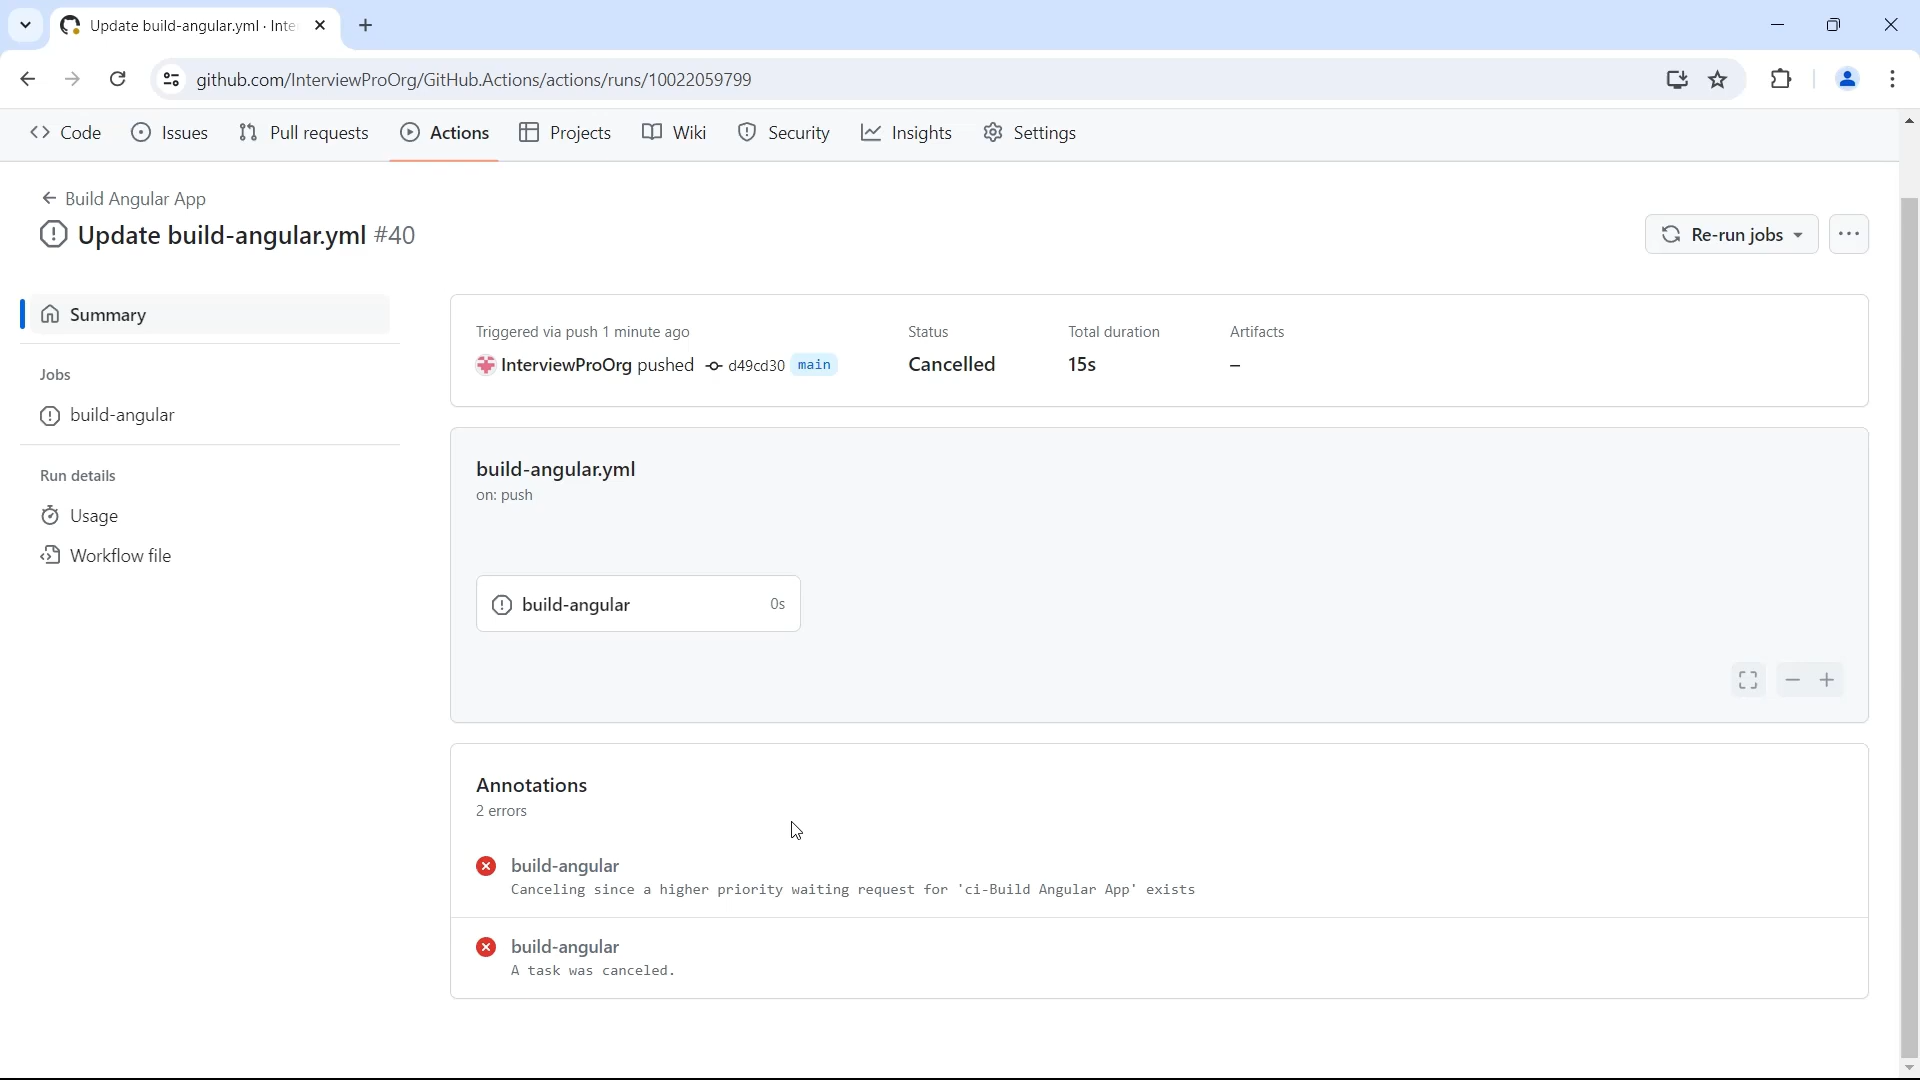 Update build-angular.yml · Inte
github.com/InterviewProOrg/GitHub.Actions/actions/runs/10022059799
Code Issues Pull requests Actions Projects Wiki Security Insights Settings
Build Angular App
Update build-angular.yml #40
Re-run jobs
Summary
Jobs
build-angular
Run details
Usage
Workflow file
Triggered via push 1 minute ago
InterviewProOrg pushed d49cd30 main
Status
Cancelled
Total duration
15s
Artifacts
–
build-angular.yml
on: push
build-angular 0s
Annotations
2 errors
build-angular
Canceling since a higher priority waiting request for 'ci-Build Angular App' exists
build-angular
A task was canceled.